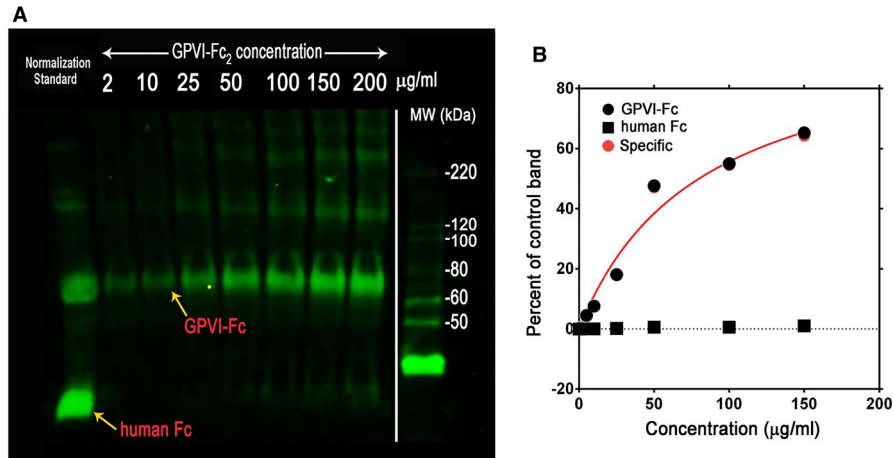 A
Normalization
Standard
GPVI-Fc₂ concentration
2 10 25 50 100 150 200 µg/ml
MW (kDa)
-220
-120
-100
-80
-60
-50
GPVI-Fc
human Fc
B
80
60
40
20
0
-20
Percent of control band
GPVI-Fc
human Fc
Specific
0 50 100 150 200
Concentration (µg/ml)